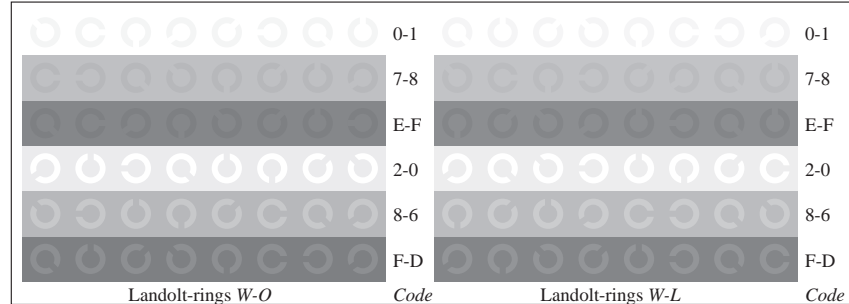 0-1 0-1
7-8 7-8
E-F E-F
2-0 2-0
8-6 8-6
F-D F-D
Landolt-rings W-O Code Landolt-rings W-L Code